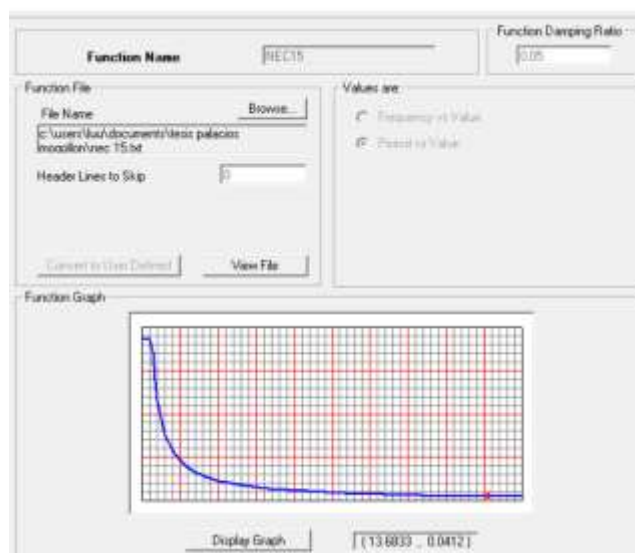 Function Damping Ratio
Function Name
NEC15
0.05
Function File
Values are:
File Name
Browse...
Frequency vs Value
c:\users\luu\documents\tesis palacios
mogollon\nec 15.txt
Period vs Value
Header Lines to Skip
0
Convert to User Defined
View File
Function Graph
Display Graph
(13.6833 , 0.0412)